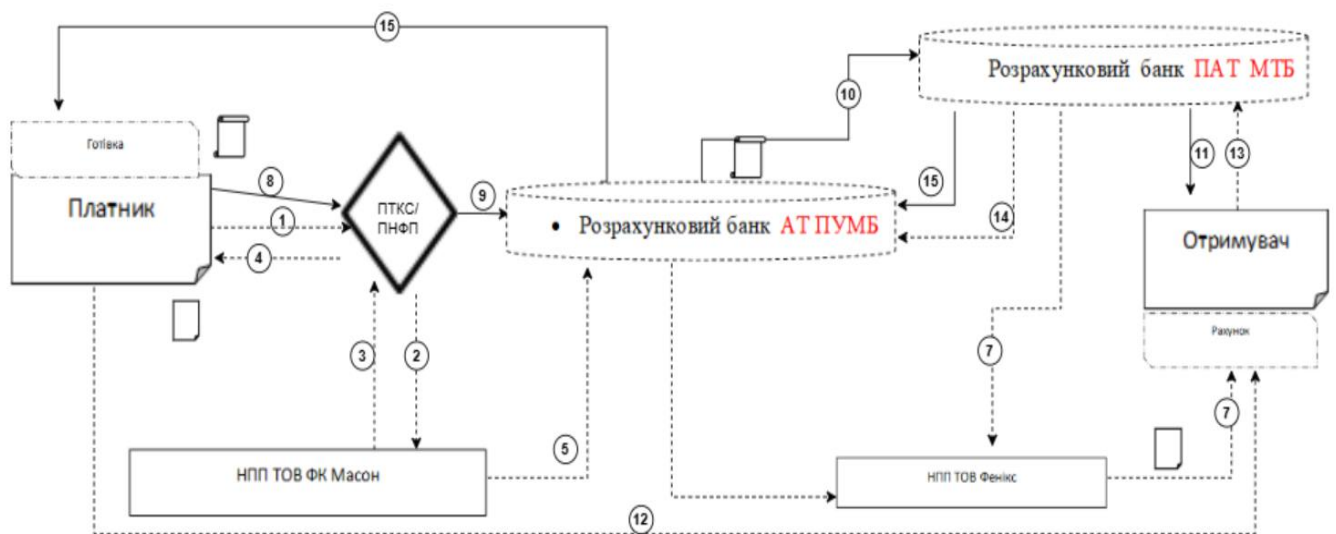 15
Розрахунковий банк ПАТ МТБ
10
Готівка
Платник
8
1
4
ПТКС/
ПНФП
9
• Розрахунковий банк АТ ПУМБ
15
14
11
13
Отримувач
Рахунок
3
2
7
7
5
НПП ТОВ ФК Масон
НПП ТОВ Фенікс
12